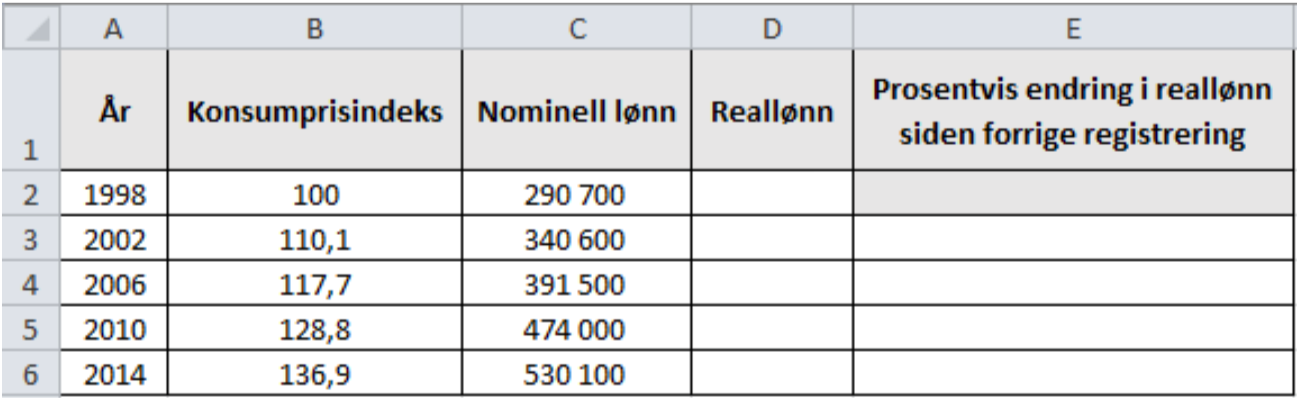 A B C D E
1 År Konsumprisindeks Nominell lønn Reallønn Prosentvis endring i reallønn
siden forrige registrering
2 1998 100 290 700
3 2002 110,1 340 600
4 2006 117,7 391 500
5 2010 128,8 474 000
6 2014 136,9 530 100